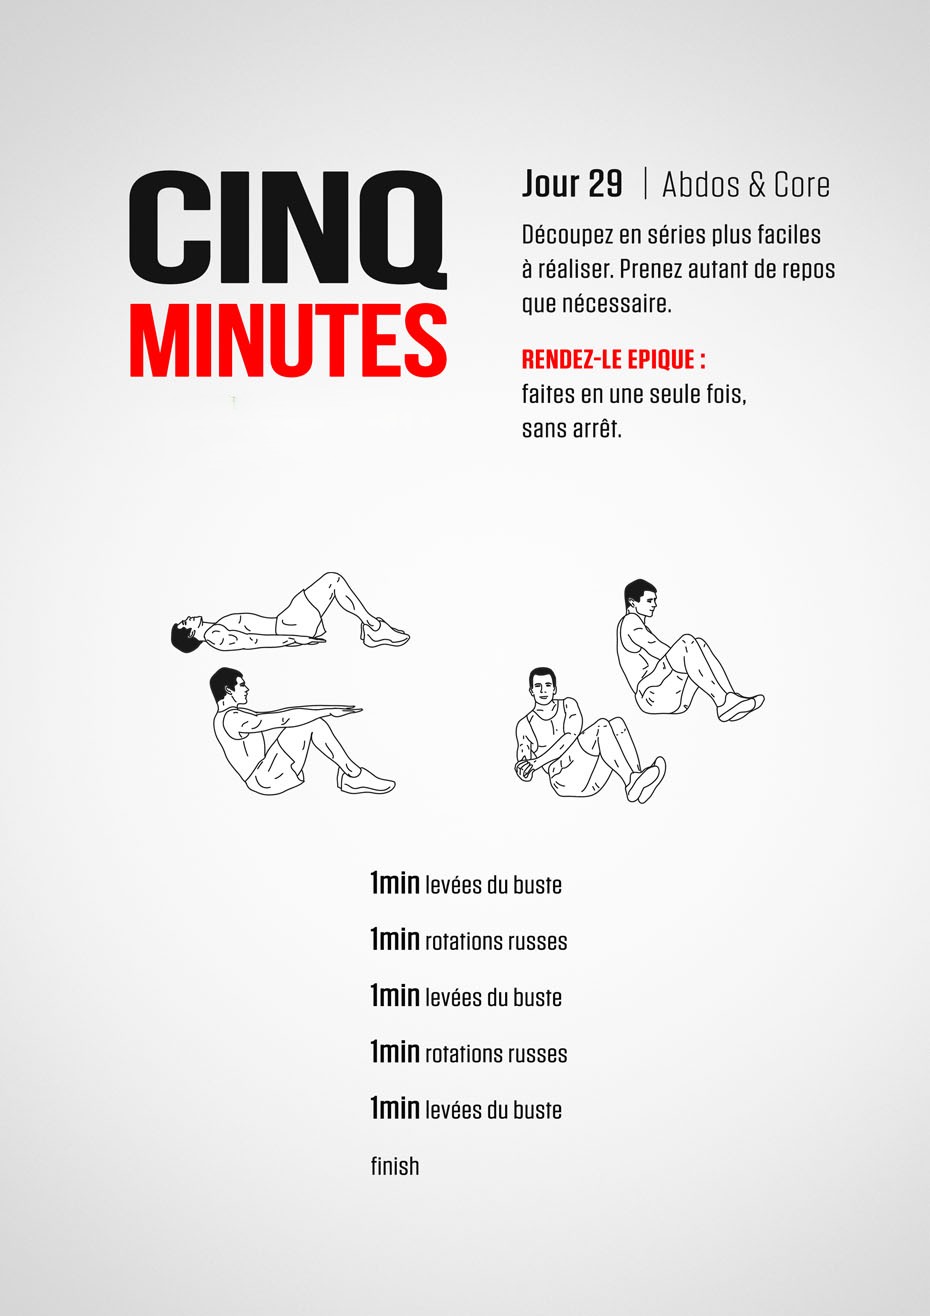 CINQ
MINUTES
Jour 29 | Abdos & Core
Découpez en séries plus faciles
à réaliser. Prenez autant de repos
que nécessaire.
RENDEZ-LE EPIQUE :
faites en une seule fois,
sans arrêt.
1min levées du buste
1min rotations russes
1min levées du buste
1min rotations russes
1min levées du buste
finish